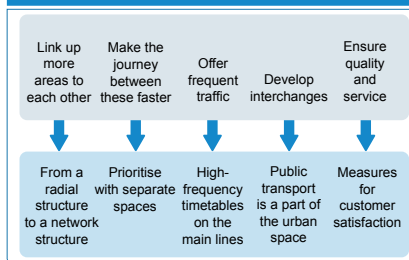 Link up
more
areas to
each other
Make the
journey
between
these faster
Offer
frequent
traffic
Develop
interchanges
Ensure
quality
and
service
From a
radial
structure
to a network
structure
Prioritise
with separate
spaces
High-
frequency
timetables
on the
main lines
Public
transport
is a part of
the urban
space
Measures
for
customer
satisfaction